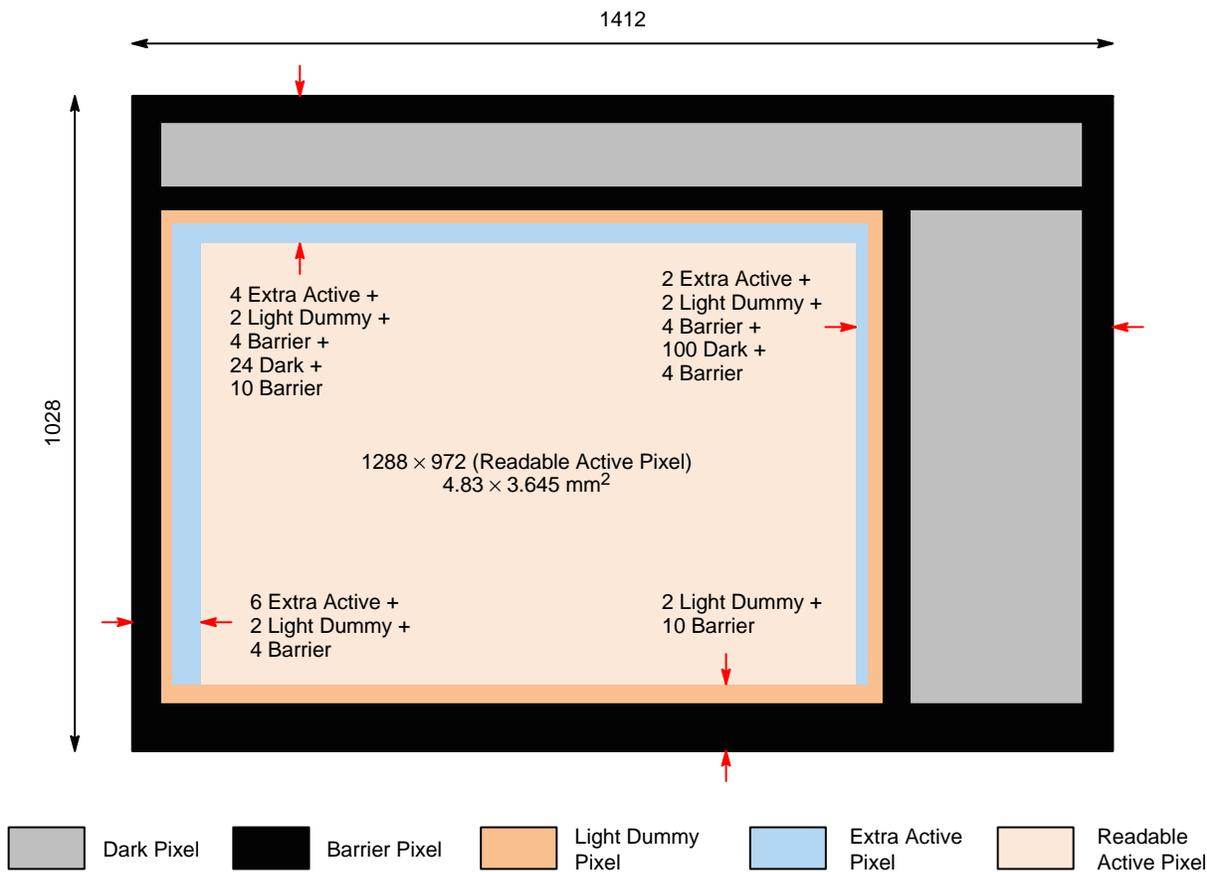 1412
1028
4 Extra Active +
2 Light Dummy +
4 Barrier +
24 Dark +
10 Barrier
2 Extra Active +
2 Light Dummy +
4 Barrier +
100 Dark +
4 Barrier
1288 × 972 (Readable Active Pixel)
4.83 × 3.645 mm²
6 Extra Active +
2 Light Dummy +
4 Barrier
2 Light Dummy +
10 Barrier
Dark Pixel
Barrier Pixel
Light Dummy
Pixel
Extra Active
Pixel
Readable
Active Pixel